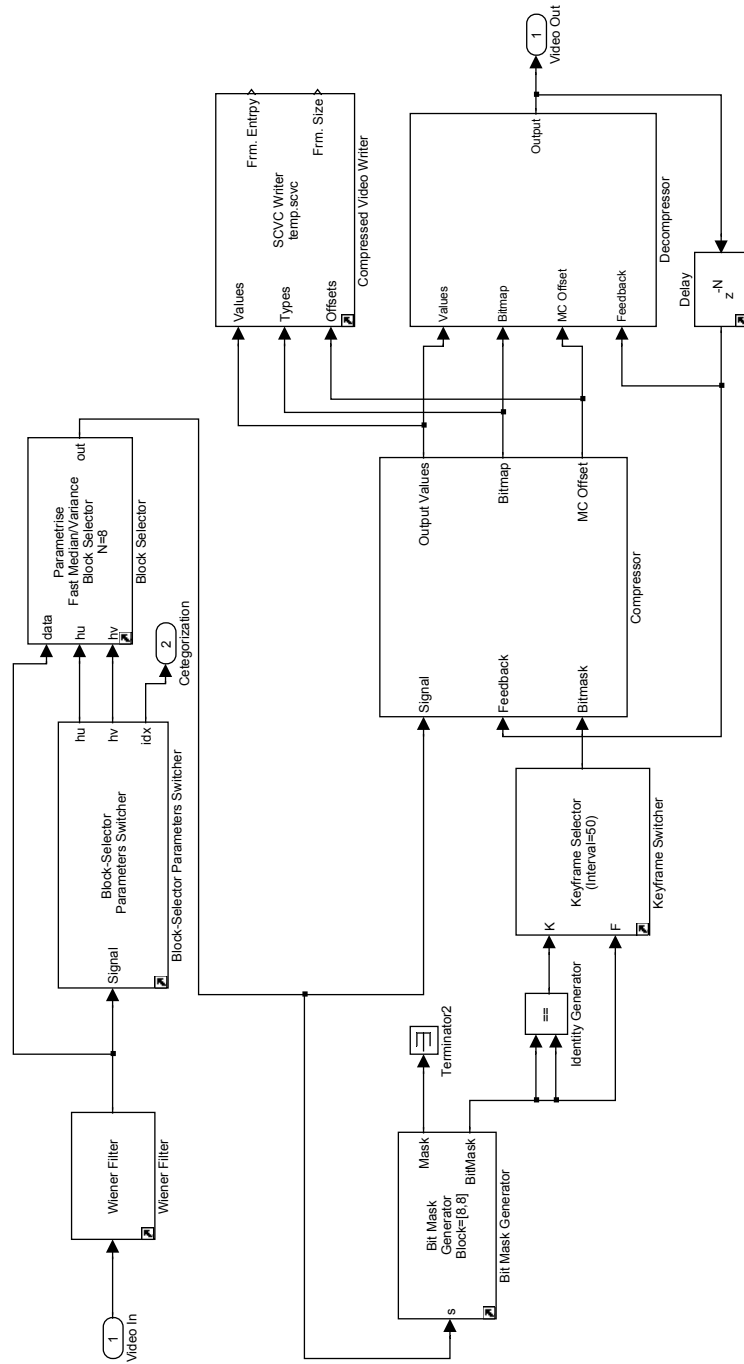 1
Video In
Wiener Filter
Wiener Filter
Signal
Block-Selector
Parameters Switcher
hu
hv
idx
Block-Selector Parameters Switcher
2
Cetegorization
data
hu
hv
Parametrise
Fast Median/Variance
Block Selector
N=8
out
Block Selector
s
Bit Mask
Generator
Block=[8,8]
Mask
BitMask
Bit Mask Generator
Terminator2
==
Identity Generator
K
F
Keyframe Selector
(Interval=50)
Keyframe Switcher
Signal
Feedback
Bitmask
Output Values
Bitmap
MC Offset
Compressor
Values
Types
Offsets
SCVC Writer
temp.scvc
Frm. Entrpy
Frm. Size
Compressed Video Writer
Values
Bitmap
MC Offset
Feedback
Output
Decompressor
-N
z
Delay
1
Video Out